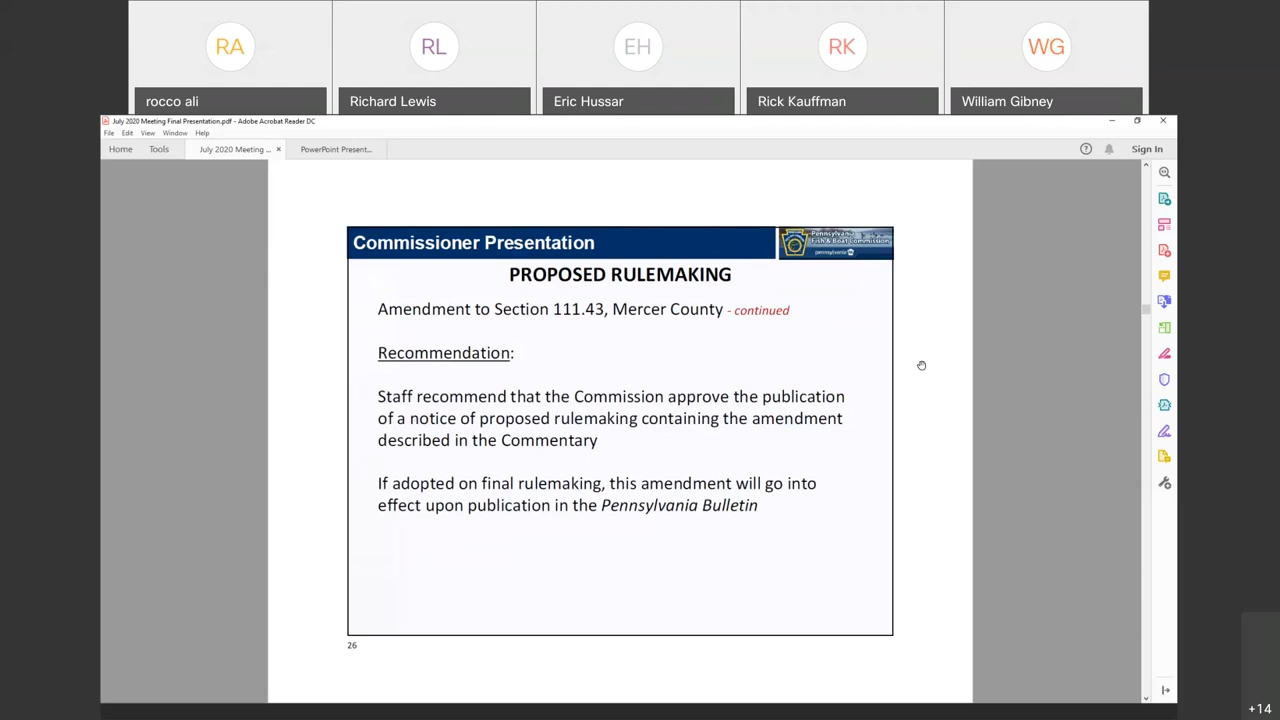 RA
RL
EH
RK
WG
rocco ali
Richard Lewis
Eric Hussar
Rick Kauffman
William Gibney
July 2020 Meeting Final Presentation.pdf - Adobe Acrobat Reader DC
File Edit View Window Help
Home Tools July 2020 Meeting ... × PowerPoint Present... Sign In
Commissioner Presentation
Pennsylvania
Fish & Boat Commission
pennsylvania
PROPOSED RULEMAKING
Amendment to Section 111.43, Mercer County - continued
Recommendation:
Staff recommend that the Commission approve the publication
of a notice of proposed rulemaking containing the amendment
described in the Commentary
If adopted on final rulemaking, this amendment will go into
effect upon publication in the Pennsylvania Bulletin
26
+14